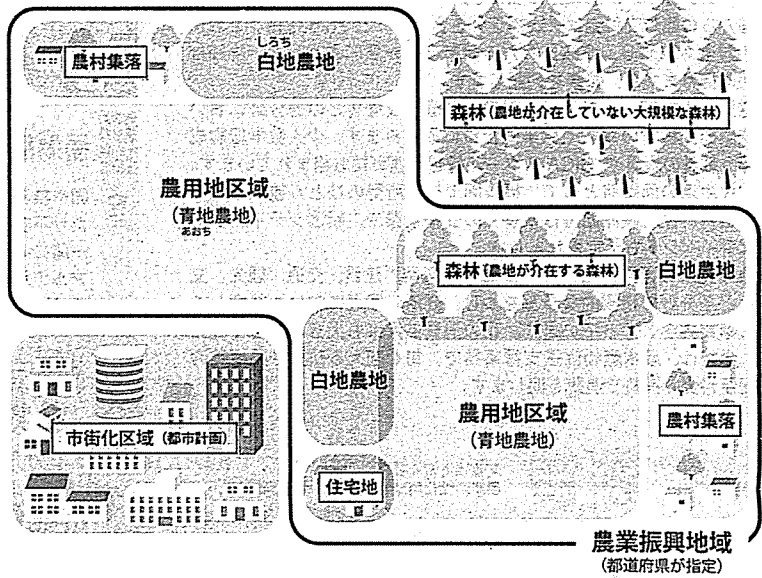 農村集落
しろち
白地農地
森林(農地が介在していない大規模な森林)
農用地区域
(青地農地)
あおち
森林(農地が介在する森林)
白地農地
白地農地
農用地区域
(青地農地)
農村集落
市街化区域(都市計画)
住宅地
農業振興地域
(都道府県が指定)